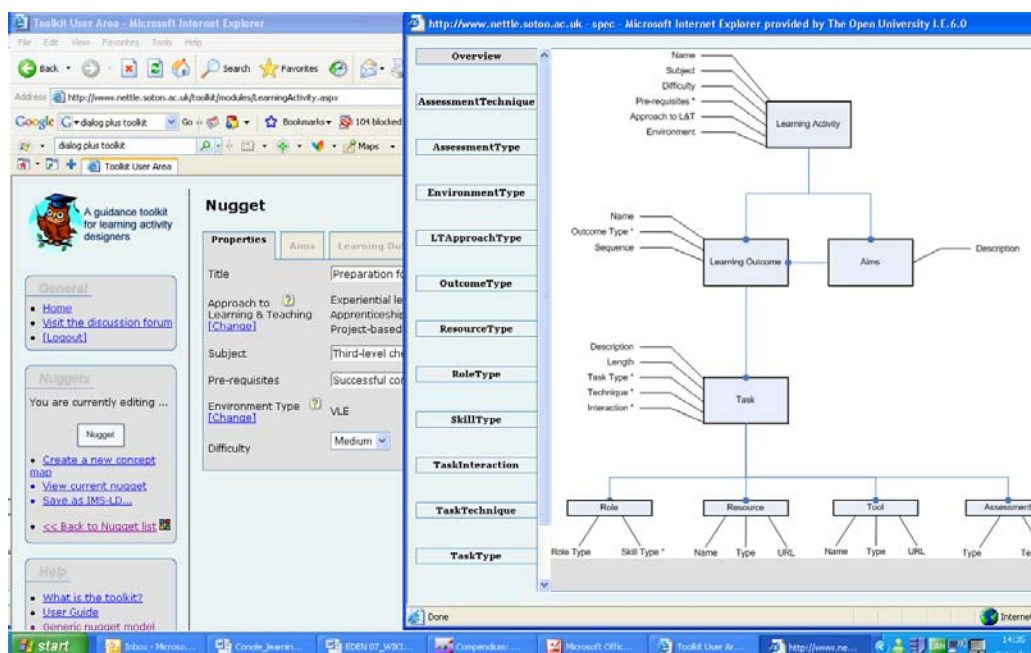 Toolkit User Area - Microsoft Internet Explorer
File Edit View Favorites Tools Help
Back Search Favorites
Address http://www.nettle.soton.ac.uk/toolkit/modules/LearningActivity.aspx
Google dialog plus toolkit Go Bookmarks 104 blocked
dialog plus toolkit Maps
Toolkit User Area
A guidance toolkit
for learning activity
designers
General
Home
Visit the discussion forum
[Logout]
Nuggets
You are currently editing ...
Nugget
Create a new concept
map
View current nugget
Save as IMS-LD...
<< Back to Nugget list
Help
What is the toolkit?
User Guide
Generic nugget model
Nugget
Properties Aims Learning Ou
Title Preparation fo
Approach to
Learning & Teaching
[Change]
Experiential le
Apprenticeship
Project-based
Subject Third-level che
Pre-requisites Successful con
Environment Type
[Change]
VLE
Difficulty Medium
http://www.nettle.soton.ac.uk - spec - Microsoft Internet Explorer provided by The Open University I.E.6.0
Overview
AssessmentTechnique
AssessmentType
EnvironmentType
LTApproachType
OutcomeType
ResourceType
RoleType
SkillType
TaskInteraction
TaskTechnique
TaskType
Name
Subject
Difficulty
Pre-requisites *
Approach to L&T
Environment
Learning Activity
Name
Outcome Type *
Sequence
Learning Outcome
Aims
Description
Description
Length
Task Type *
Technique *
Interaction *
Task
Role Resource Tool Assessment
Role Type Skill Type * Name Type URL Name Type URL Type Te
Done Internet
start Inbox - Microso... Conole_learnin... EDEN 07_WIKI... Compendium: ... Microsoft Offic... Toolkit User Ar... http://www.ne... 14:35